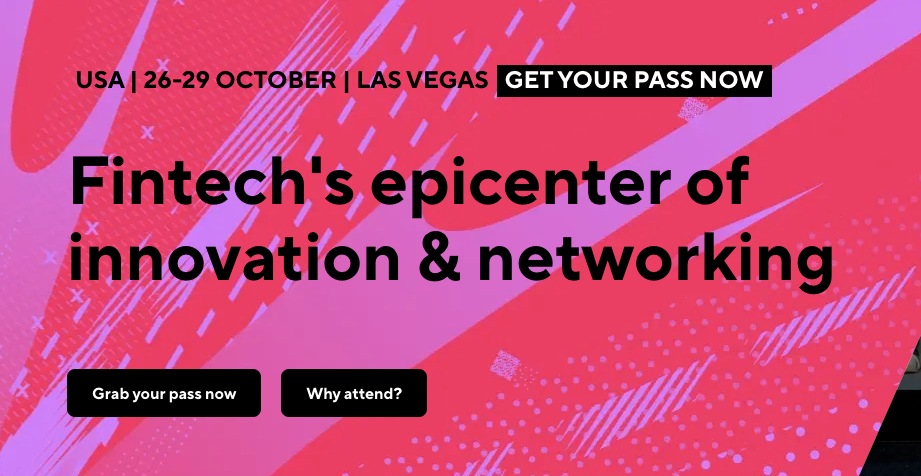 USA | 26-29 OCTOBER | LAS VEGAS GET YOUR PASS NOW
Fintech's epicenter of
innovation & networking
Grab your pass now Why attend?